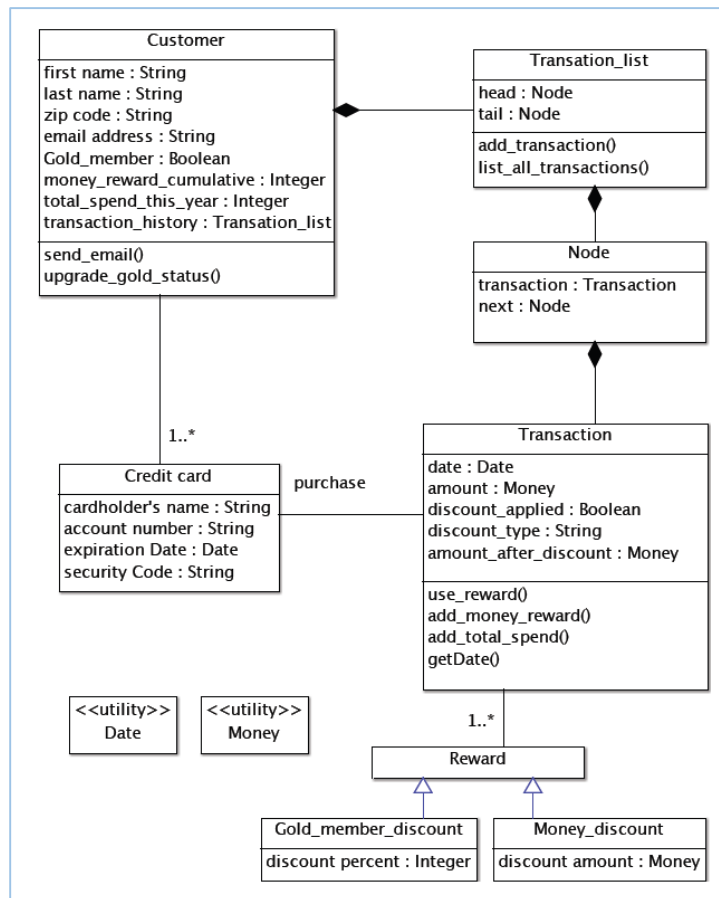 Customer
first name : String
last name : String
zip code : String
email address : String
Gold_member : Boolean
money_reward_cumulative : Integer
total_spend_this_year : Integer
transaction_history : Transation_list
send_email()
upgrade_gold_status()
Transation_list
head : Node
tail : Node
add_transaction()
list_all_transactions()
Node
transaction : Transaction
next : Node
1..*
Credit card
cardholder's name : String
account number : String
expiration Date : Date
security Code : String
purchase
Transaction
date : Date
amount : Money
discount_applied : Boolean
discount_type : String
amount_after_discount : Money
use_reward()
add_money_reward()
add_total_spend()
getDate()
<<utility>>
Date
<<utility>>
Money
1..*
Reward
Gold_member_discount
discount percent : Integer
Money_discount
discount amount : Money